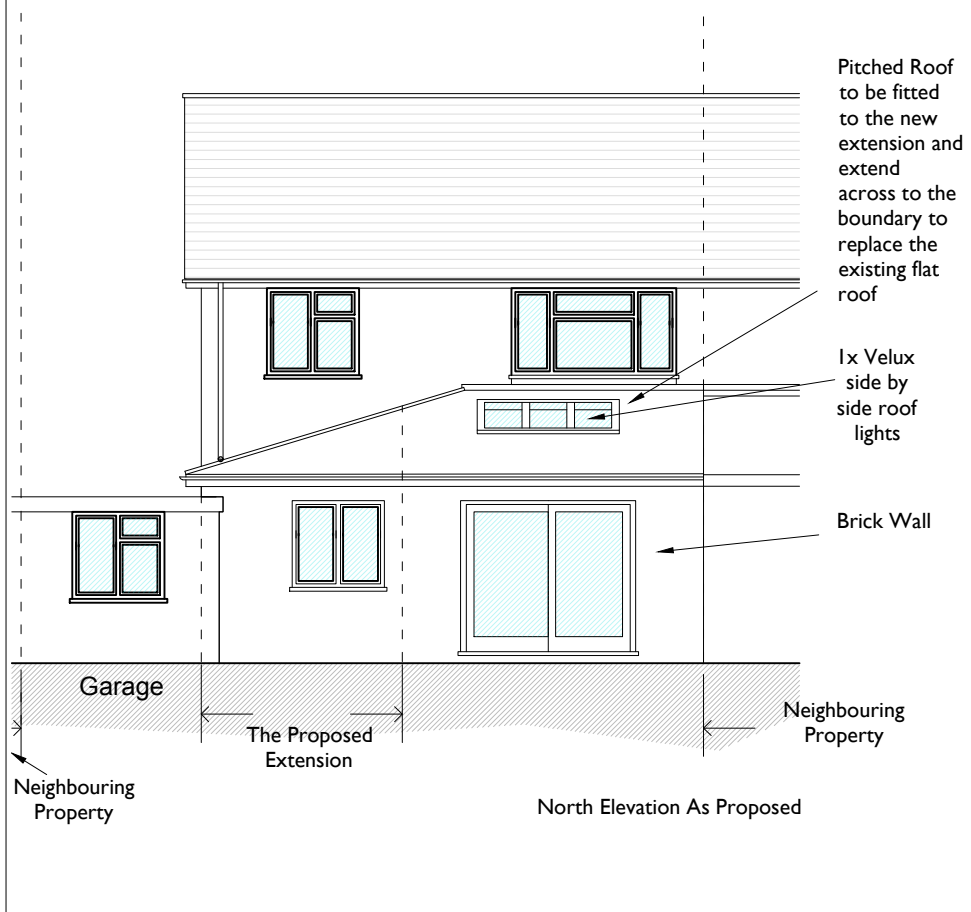 Pitched Roof
to be fitted
to the new
extension and
extend
across to the
boundary to
replace the
existing flat
roof
1x Velux
side by
side roof
lights
Brick Wall
Garage
The Proposed
Extension
Neighbouring
Property
Neighbouring
Property
North Elevation As Proposed